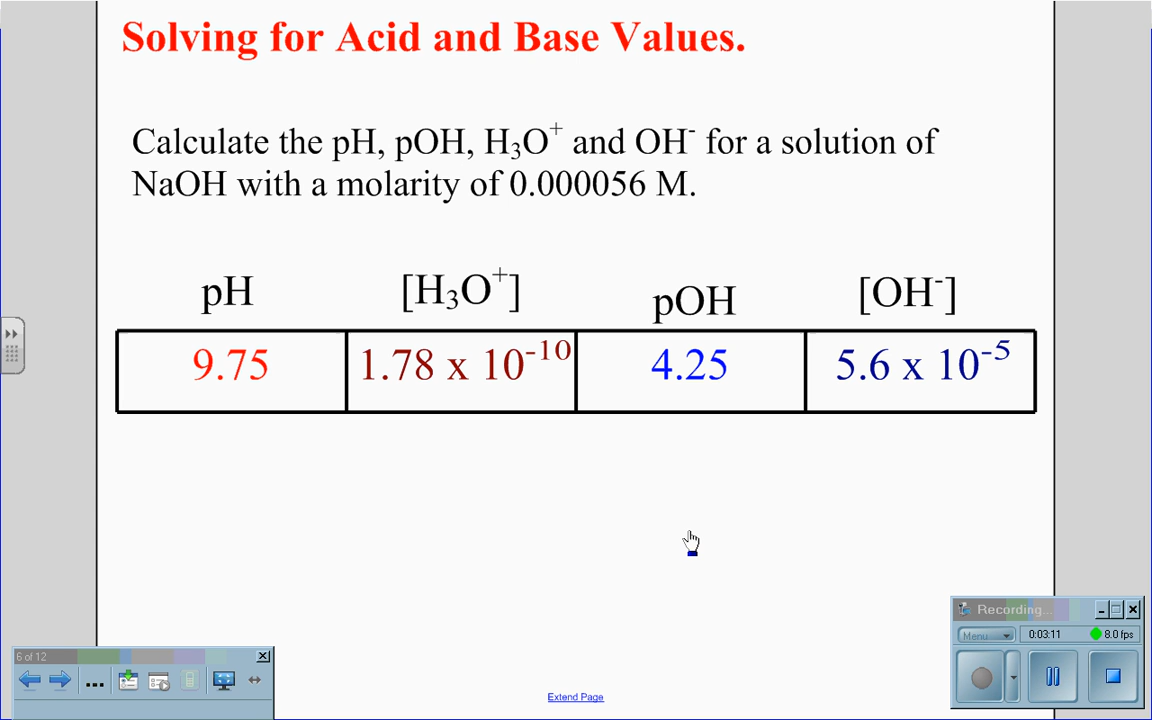 Solving for Acid and Base Values.
Calculate the pH, pOH, H₃O⁺ and OH⁻ for a solution of
NaOH with a molarity of 0.000056 M.
pH [H₃O⁺] pOH [OH⁻]
9.75 1.78 x 10⁻¹⁰ 4.25 5.6 x 10⁻⁵
Recording...
Menu 0:03:11 8.0 fps
6 of 12
Extend Page